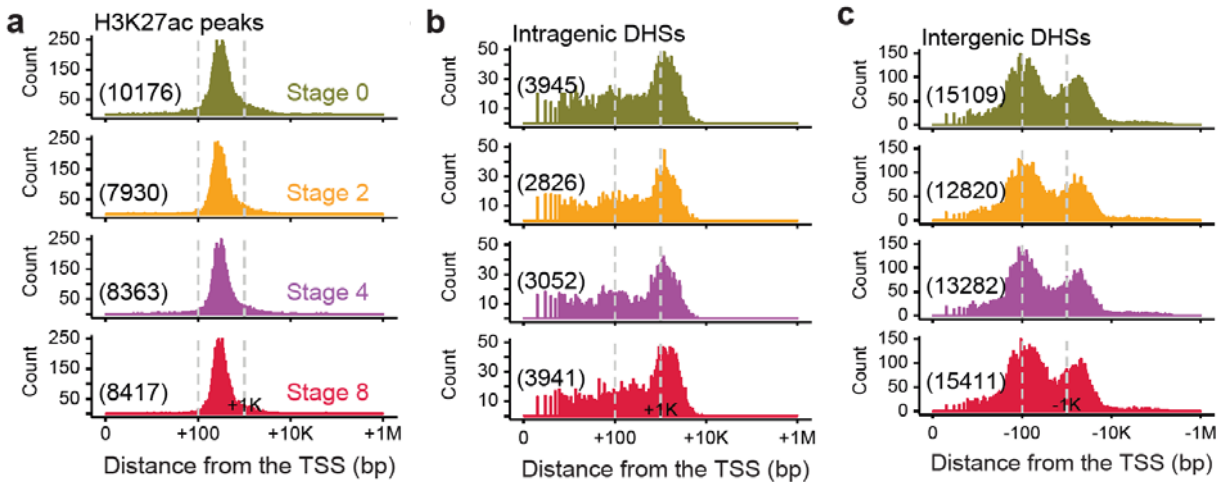 a
H3K27ac peaks
Count
250
150
50
(10176)
Stage 0
Count
250
150
50
(7930)
Stage 2
Count
250
150
50
(8363)
Stage 4
Count
250
150
50
(8417)
Stage 8
+1K
0
+100
+10K
+1M
Distance from the TSS (bp)
b
Intragenic DHSs
Count
50
30
10
(3945)
Count
50
30
10
(2826)
Count
50
30
10
(3052)
Count
50
30
10
(3941)
+1K
0
+100
+10K
+1M
Distance from the TSS (bp)
c
Intergenic DHSs
Count
150
100
50
0
(15109)
Count
150
100
50
0
(12820)
Count
150
100
50
0
(13282)
Count
150
100
50
0
(15411)
-1K
0
-100
-10K
-1M
Distance from the TSS (bp)